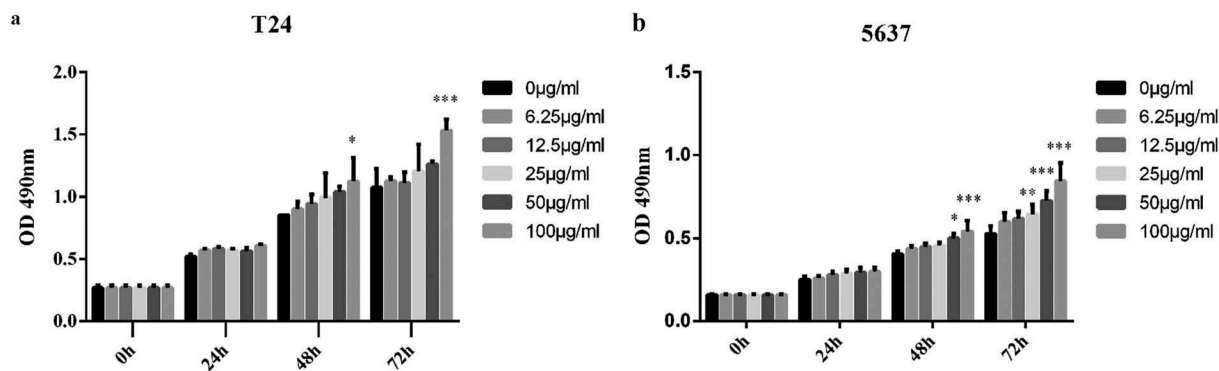 a
T24
OD 490nm
2.0
1.5
1.0
0.5
0.0
*
***
0h
24h
48h
72h
0µg/ml
6.25µg/ml
12.5µg/ml
25µg/ml
50µg/ml
100µg/ml
b
5637
OD 490nm
1.5
1.0
0.5
0.0
*
***
**
***
***
0h
24h
48h
72h
0µg/ml
6.25µg/ml
12.5µg/ml
25µg/ml
50µg/ml
100µg/ml